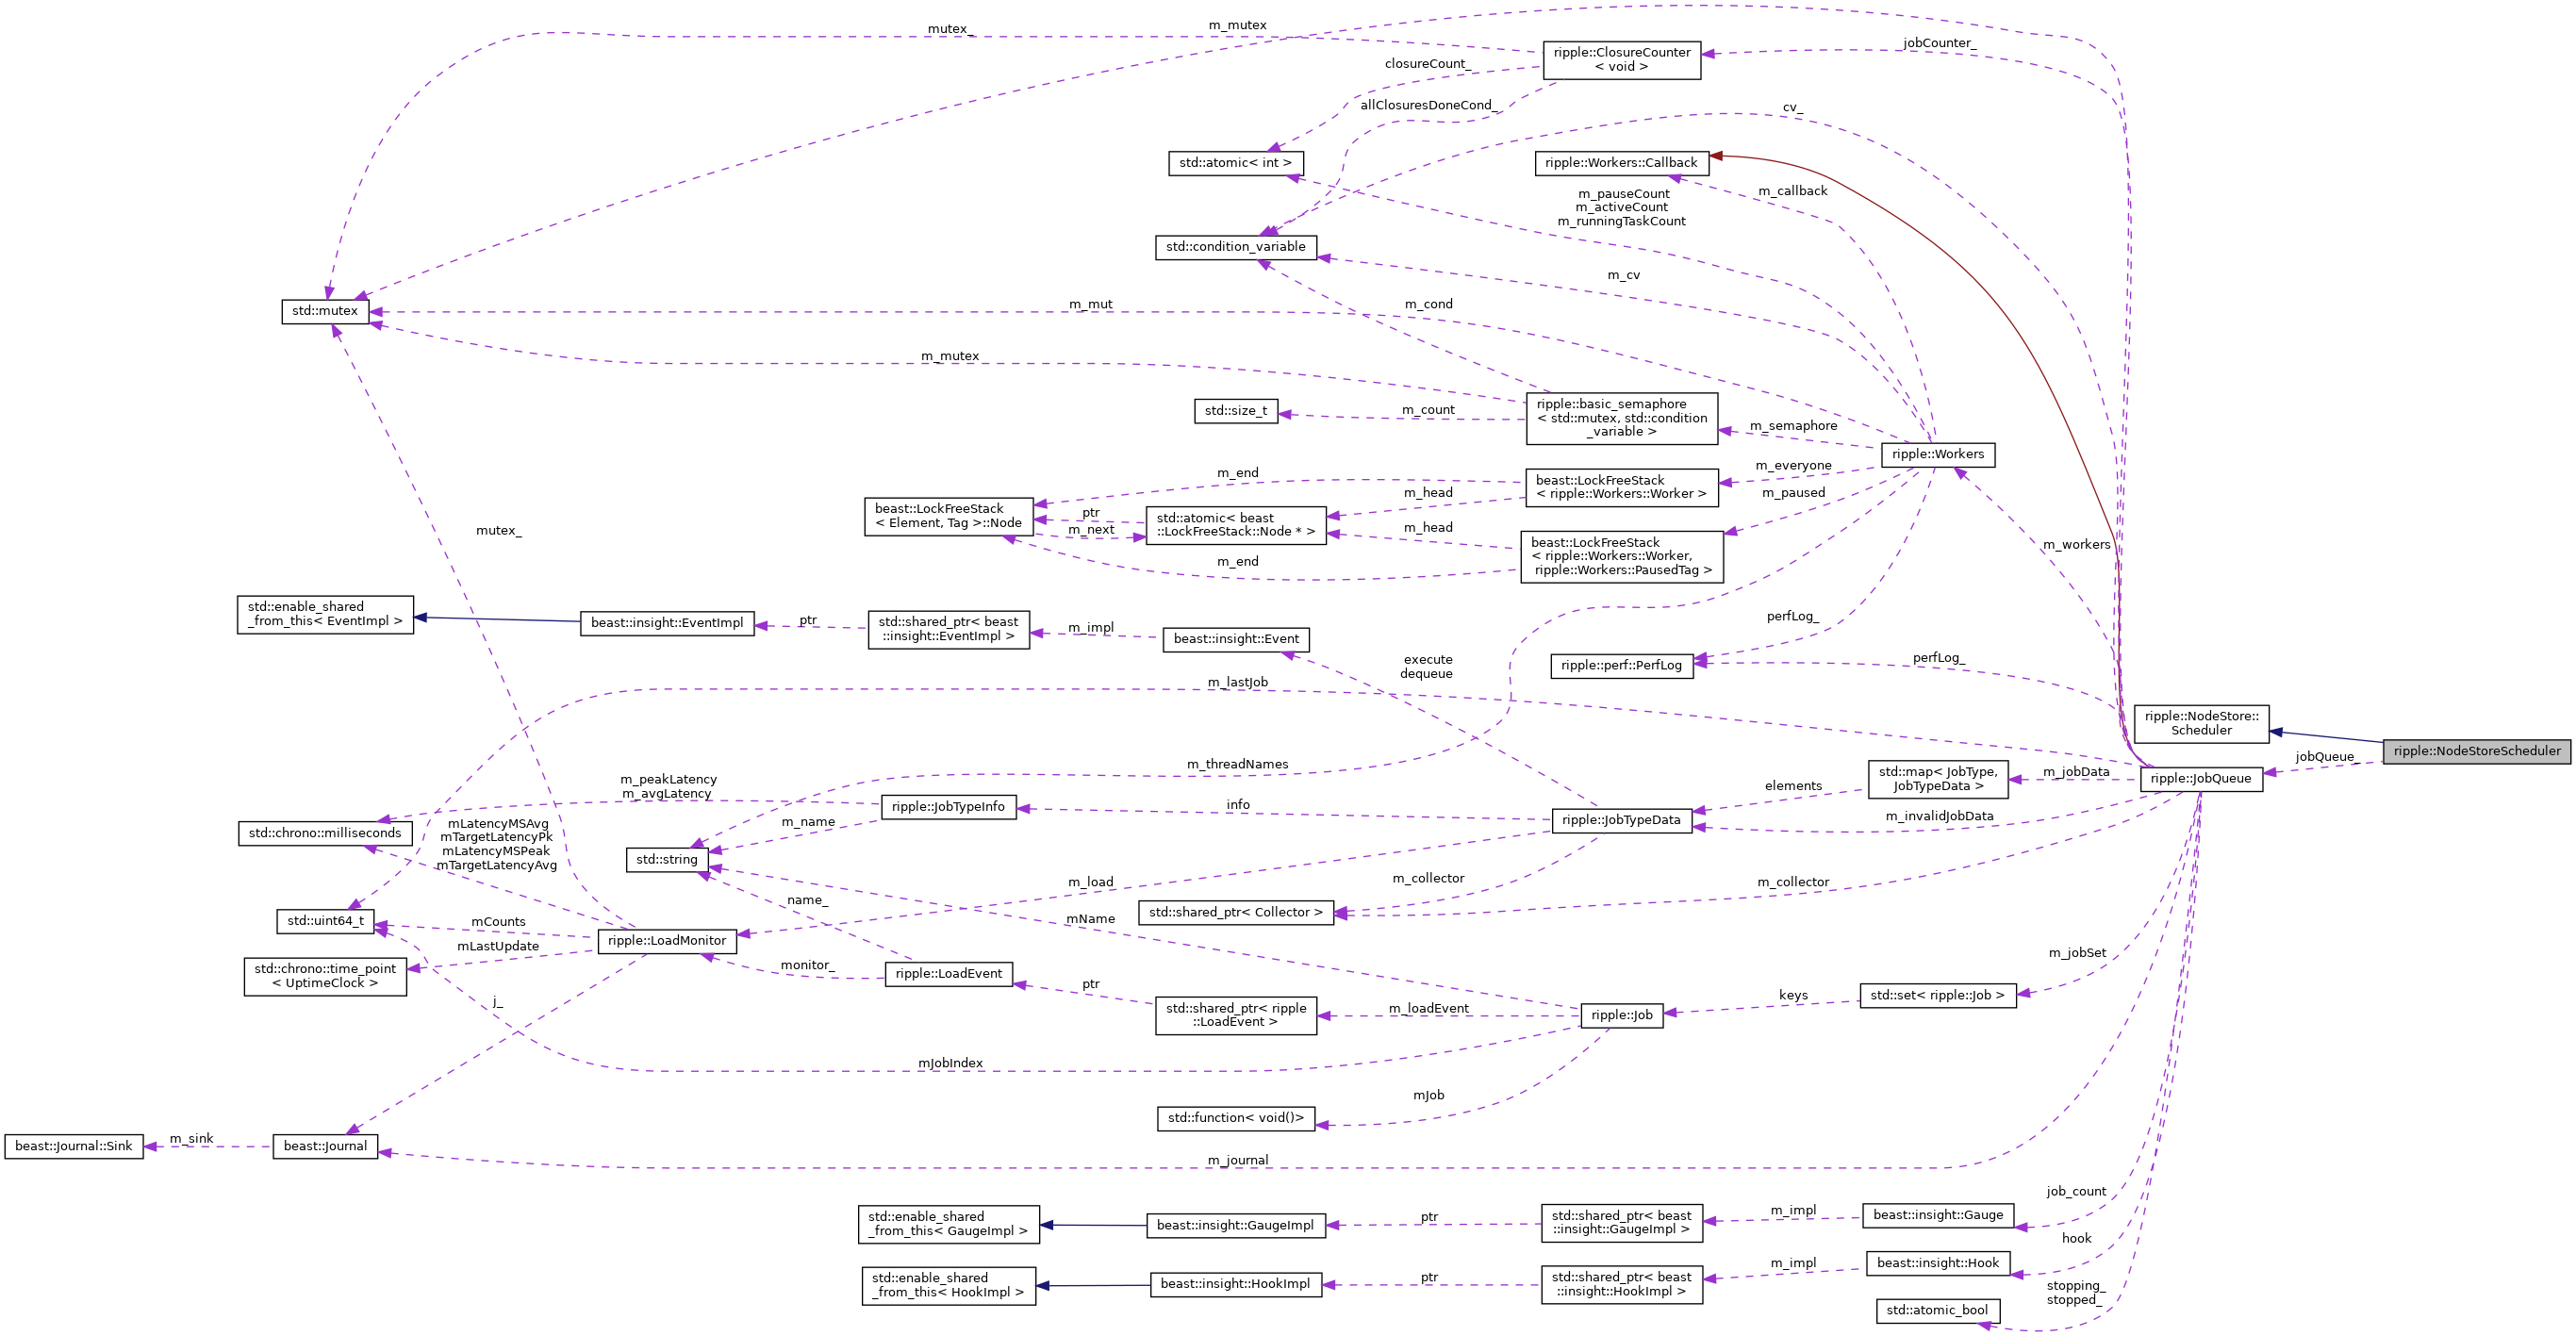 m_mutex
mutex_
jobCounter_
ripple::ClosureCounter
< void >
closureCount_
allClosuresDoneCond_
cv_
std::atomic< int >
ripple::Workers::Callback
m_pauseCount
m_activeCount
m_runningTaskCount
m_callback
std::condition_variable
m_cv
std::mutex
m_mut
m_cond
m_mutex
std::size_t
m_count
ripple::basic_semaphore
< std::mutex, std::condition
_variable >
m_semaphore
ripple::Workers
m_end
m_everyone
beast::LockFreeStack
< ripple::Workers::Worker >
m_head
m_paused
beast::LockFreeStack
< Element, Tag >::Node
ptr
m_next
std::atomic< beast
::LockFreeStack::Node * >
m_head
mutex_
m_workers
beast::LockFreeStack
< ripple::Workers::Worker,
ripple::Workers::PausedTag >
m_end
std::enable_shared
_from_this< EventImpl >
beast::insight::EventImpl
ptr
std::shared_ptr< beast
::insight::EventImpl >
m_impl
beast::insight::Event
perfLog_
execute
dequeue
ripple::perf::PerfLog
perfLog_
m_lastJob
ripple::NodeStore::
Scheduler
ripple::NodeStoreScheduler
jobQueue_
m_threadNames
m_peakLatency
m_avgLatency
ripple::JobTypeInfo
info
elements
std::map< JobType,
JobTypeData >
m_jobData
ripple::JobQueue
std::chrono::milliseconds
mLatencyMSAvg
mTargetLatencyPk
mLatencyMSPeak
mTargetLatencyAvg
m_name
ripple::JobTypeData
m_invalidJobData
std::string
m_load
m_collector
m_collector
name_
std::shared_ptr< Collector >
std::uint64_t
mCounts
mName
ripple::LoadMonitor
mLastUpdate
std::chrono::time_point
< UptimeClock >
monitor_
ripple::LoadEvent
m_jobSet
ptr
j_
std::shared_ptr< ripple
::LoadEvent >
m_loadEvent
ripple::Job
keys
std::set< ripple::Job >
mJobIndex
mJob
std::function< void()>
beast::Journal::Sink
m_sink
beast::Journal
m_journal
job_count
std::enable_shared
_from_this< GaugeImpl >
beast::insight::GaugeImpl
ptr
std::shared_ptr< beast
::insight::GaugeImpl >
m_impl
beast::insight::Gauge
hook
std::enable_shared
_from_this< HookImpl >
beast::insight::HookImpl
ptr
std::shared_ptr< beast
::insight::HookImpl >
m_impl
beast::insight::Hook
stopping_
stopped_
std::atomic_bool